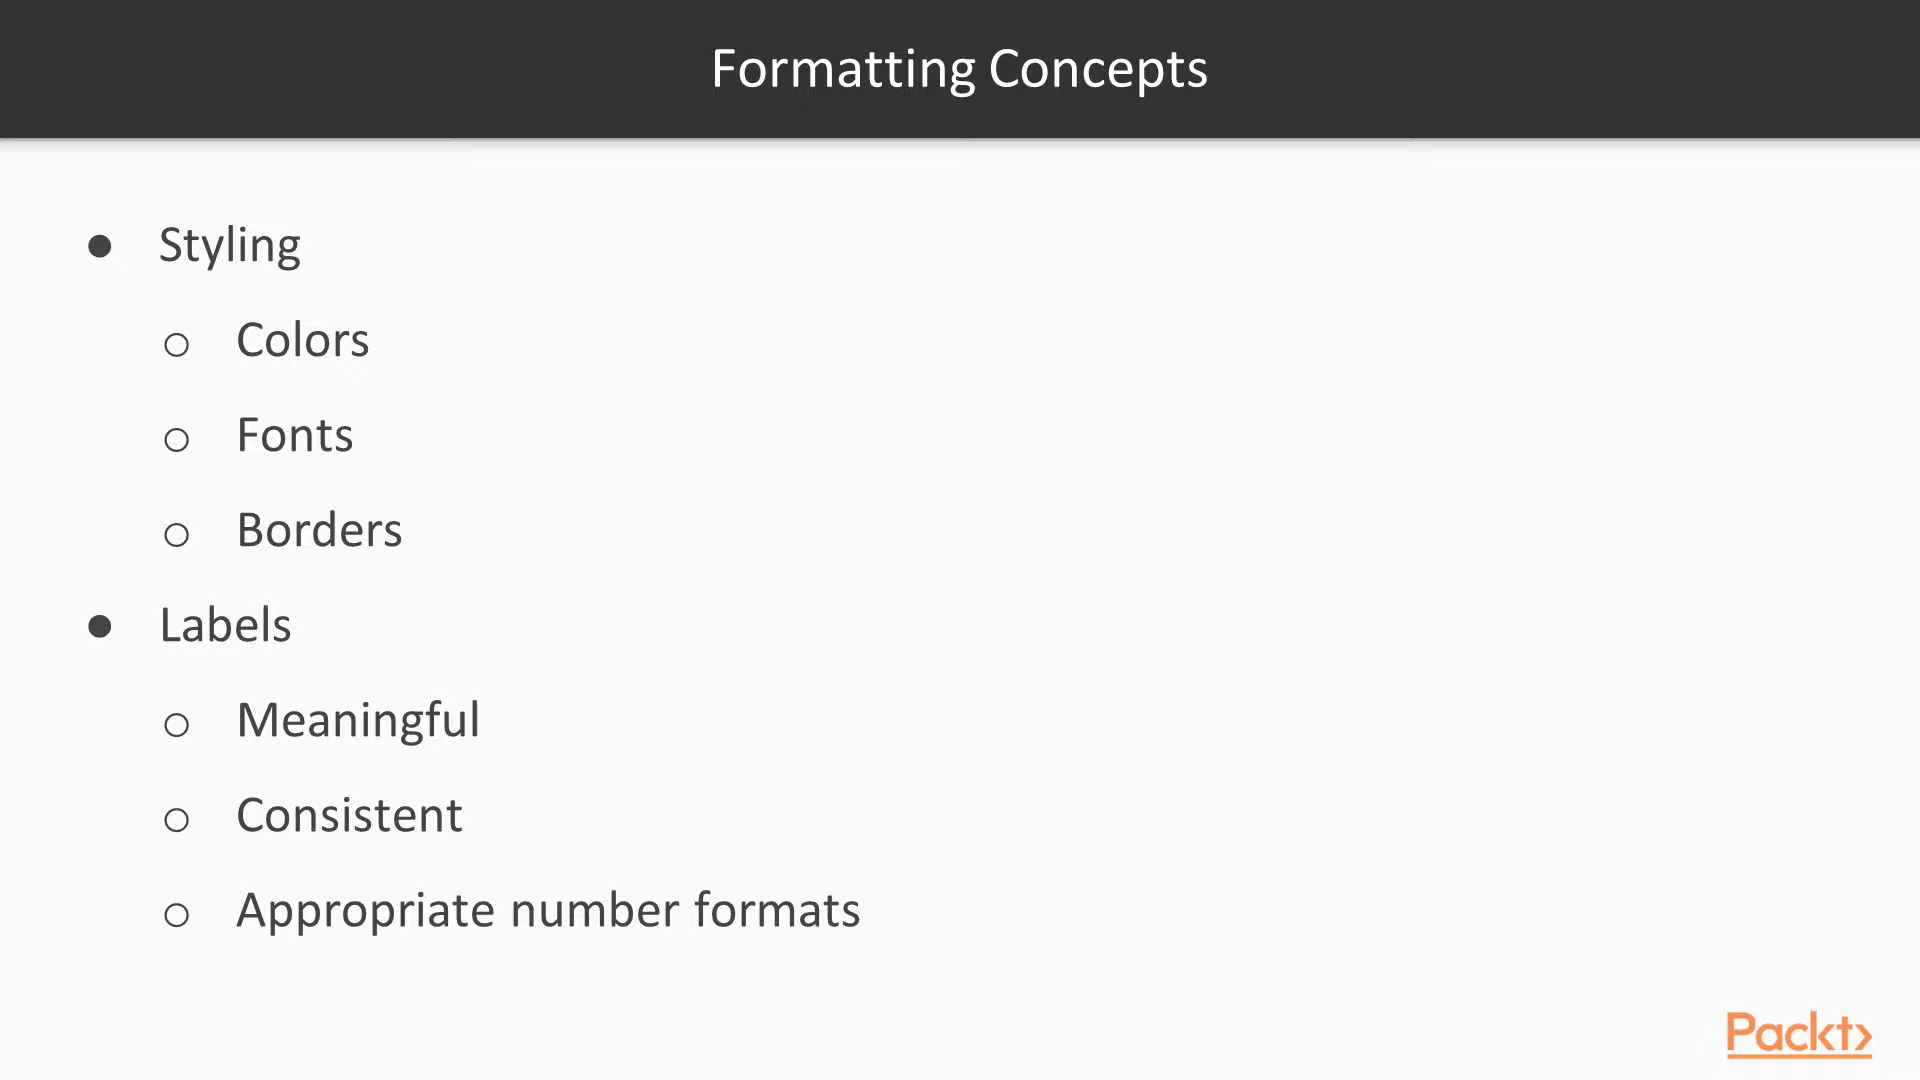 Formatting Concepts
● Styling
○ Colors
○ Fonts
○ Borders
● Labels
○ Meaningful
○ Consistent
○ Appropriate number formats
Packt>